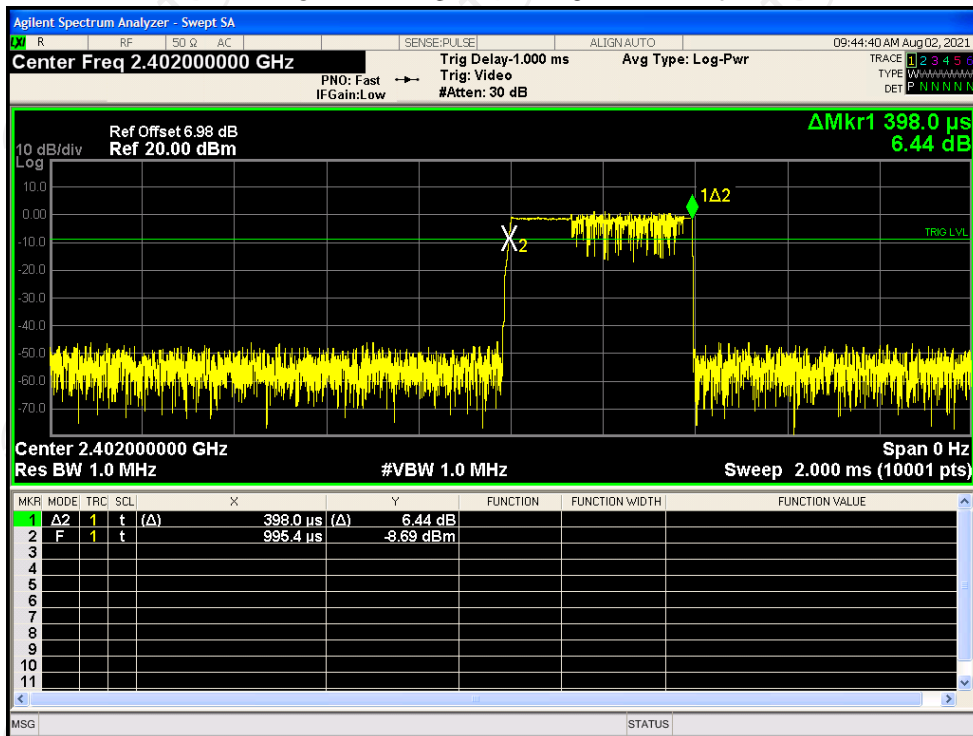 Agilent Spectrum Analyzer - Swept SA
LXI R RF 50 Ω AC SENSE:PULSE ALIGNAUTO 09:44:40 AM Aug 02, 2021
Center Freq 2.402000000 GHz Trig Delay-1.000 ms Avg Type: Log-Pwr TRACE 1 2 3 4 5 6
PNO: Fast Trig: Video TYPE W
IFGain:Low #Atten: 30 dB DET P N N N N N
ΔMkr1 398.0 µs
Ref Offset 6.98 dB 6.44 dB
10 dB/div Ref 20.00 dBm
Log
10.0
1Δ2
0.00
TRIG LVL
-10.0
2
-20.0
-30.0
-40.0
-50.0
-60.0
-70.0
Center 2.402000000 GHz Span 0 Hz
Res BW 1.0 MHz #VBW 1.0 MHz Sweep 2.000 ms (10001 pts)
MKR MODE TRC SCL X Y FUNCTION FUNCTION WIDTH FUNCTION VALUE
1 Δ2 1 t (Δ) 398.0 µs (Δ) 6.44 dB
2 F 1 t 995.4 µs -8.69 dBm
3
4
5
6
7
8
9
10
11
MSG STATUS